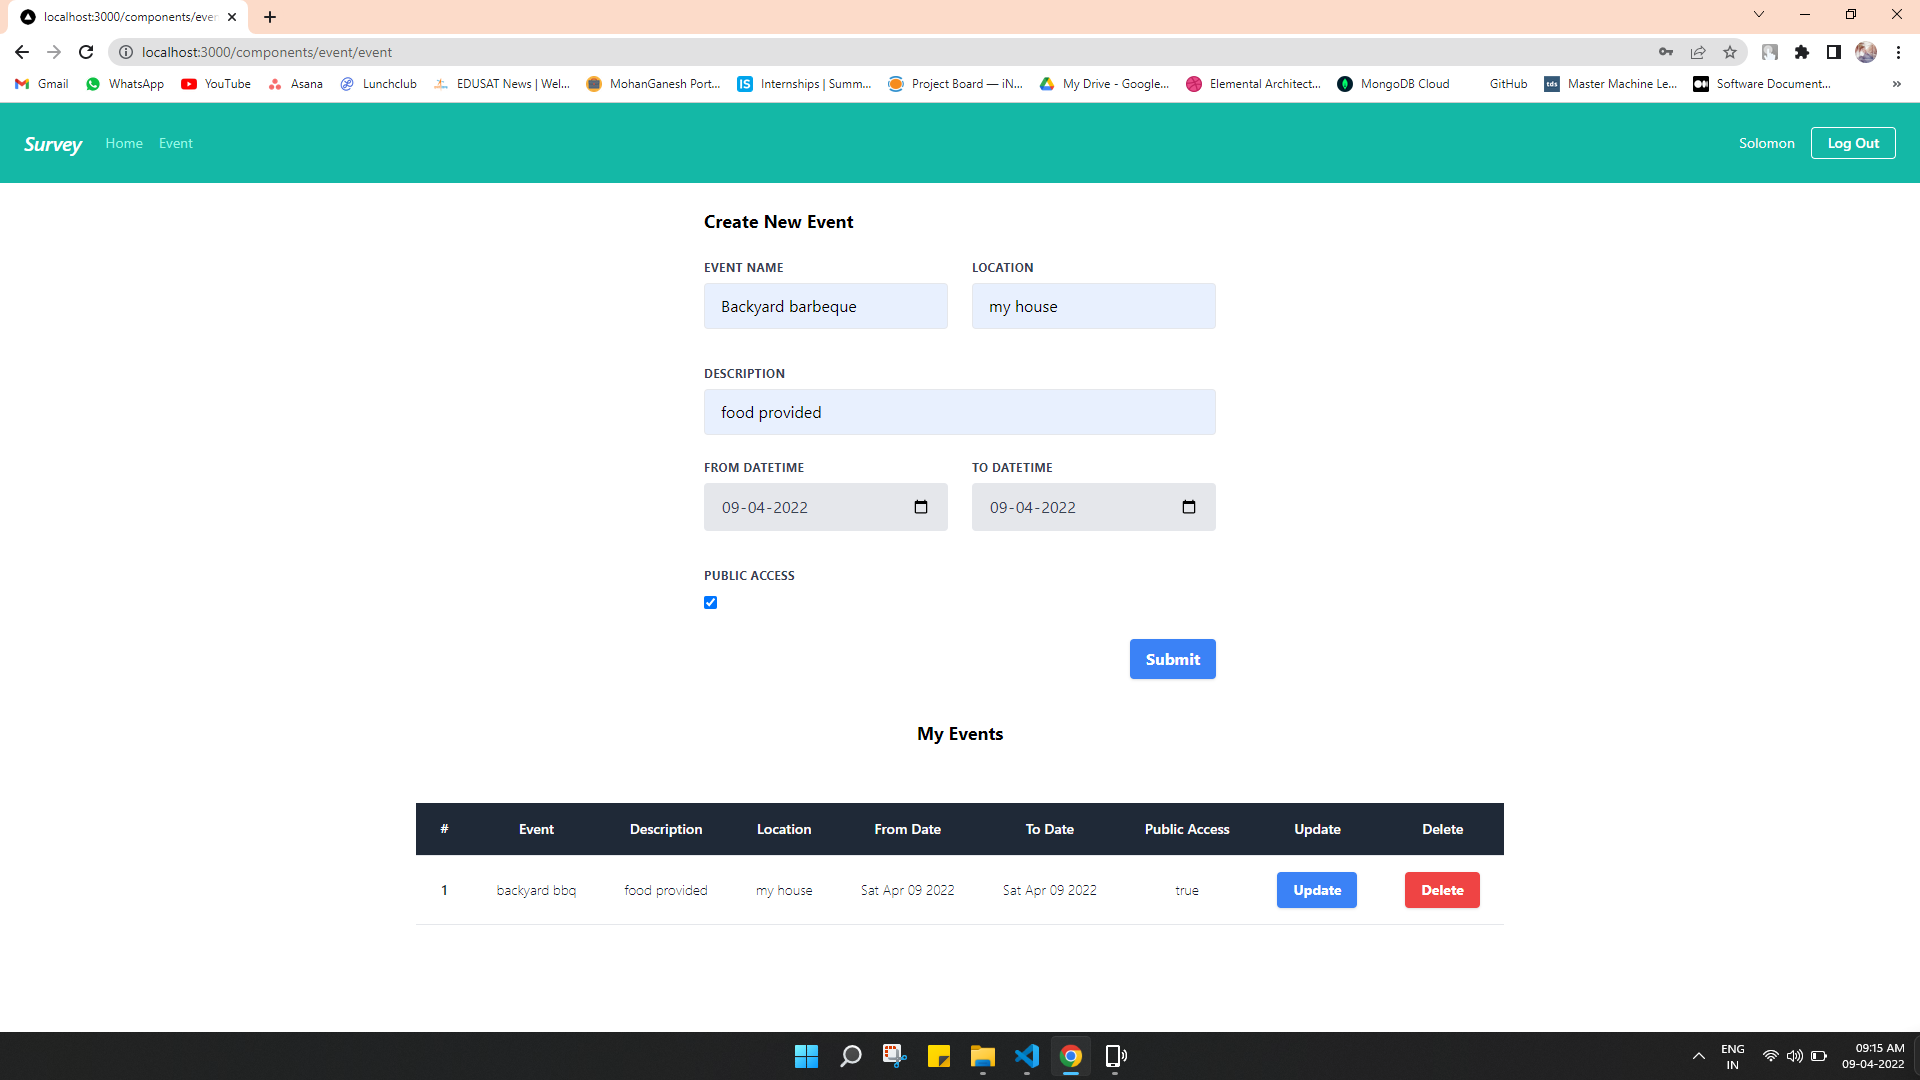 localhost:3000/components/even
localhost:3000/components/event/event
Gmail WhatsApp YouTube Asana Lunchclub EDUSAT News | Wel... MohanGanesh Port... IS Internships | Summ... Project Board — iN... My Drive - Google... Elemental Architect... MongoDB Cloud GitHub tds Master Machine Le... Software Document... »
Survey Home Event Solomon Log Out
Create New Event
EVENT NAME LOCATION
Backyard barbeque my house
DESCRIPTION
food provided
FROM DATETIME TO DATETIME
09-04-2022 09-04-2022
PUBLIC ACCESS
Submit
My Events
# Event Description Location From Date To Date Public Access Update Delete
1 backyard bbq food provided my house Sat Apr 09 2022 Sat Apr 09 2022 true Update Delete
ENG
IN
09:15 AM
09-04-2022